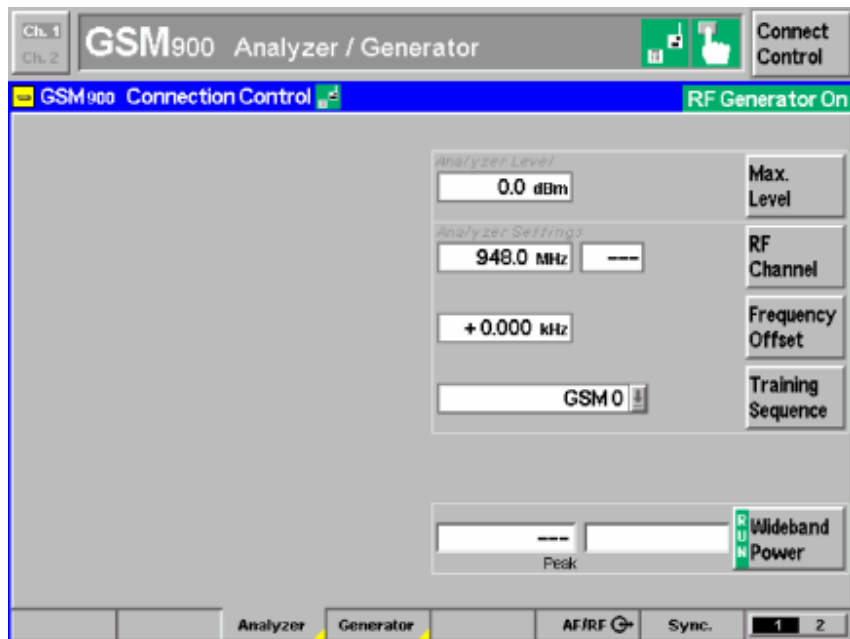 Ch. 1
Ch. 2
GSM900 Analyzer / Generator
Connect
Control
GSM900 Connection Control
RF Generator On
Analyzer Level
0.0 dBm
Max.
Level
Analyzer Settings
948.0 MHz ---
RF
Channel
+ 0.000 kHz
Frequency
Offset
GSM 0
Training
Sequence
---
Peak
RUN
Wideband
Power
Analyzer Generator AF/RF Sync. 1 2